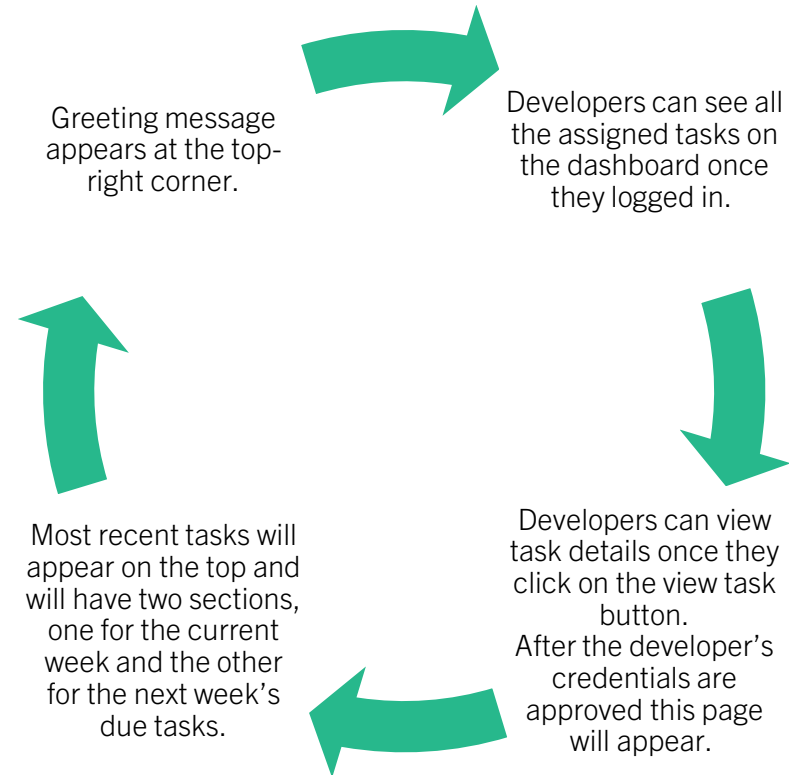 Greeting message
appears at the top-
right corner.
Developers can see all
the assigned tasks on
the dashboard once
they logged in.
Developers can view
task details once they
click on the view task
button.
After the developer’s
credentials are
approved this page
will appear.
Most recent tasks will
appear on the top and
will have two sections,
one for the current
week and the other
for the next week’s
due tasks.